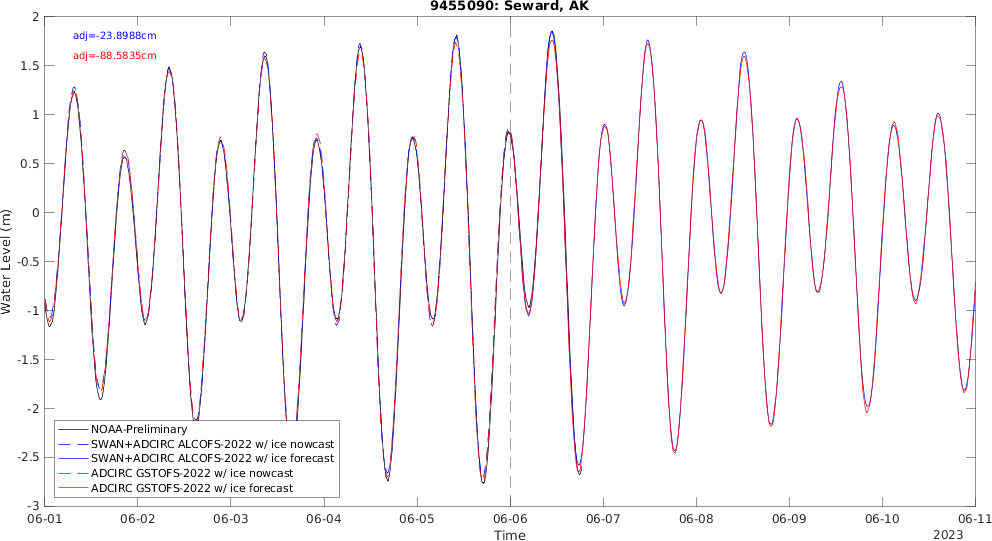 9455090: Seward, AK
adj=-23.8988cm
adj=-88.5835cm
2
1.5
1
0.5
0
-0.5
-1
-1.5
-2
-2.5
-3
Water Level (m)
NOAA-Preliminary
SWAN+ADCIRC ALCOFS-2022 w/ ice nowcast
SWAN+ADCIRC ALCOFS-2022 w/ ice forecast
ADCIRC GSTOFS-2022 w/ ice nowcast
ADCIRC GSTOFS-2022 w/ ice forecast
06-01 06-02 06-03 06-04 06-05 06-06 06-07 06-08 06-09 06-10 06-11
Time
2023